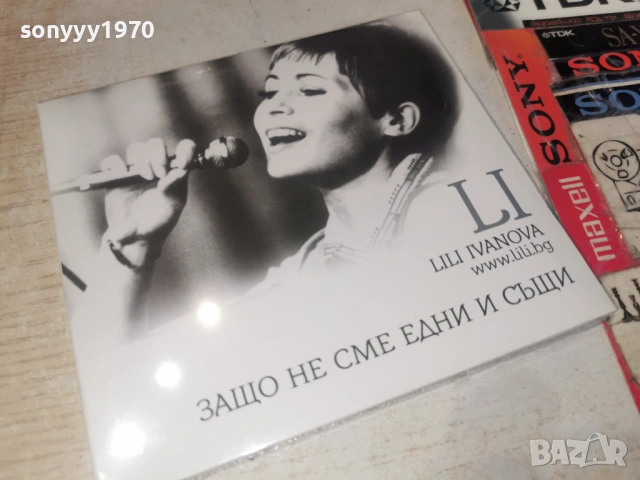 sonyyy1970
LI
LILI IVANOVA
www.lili.bg
ЗАЩО НЕ СМЕ ЕДНИ И СЪЩИ
TDK
SONY
SONY
maxell
BAZAR